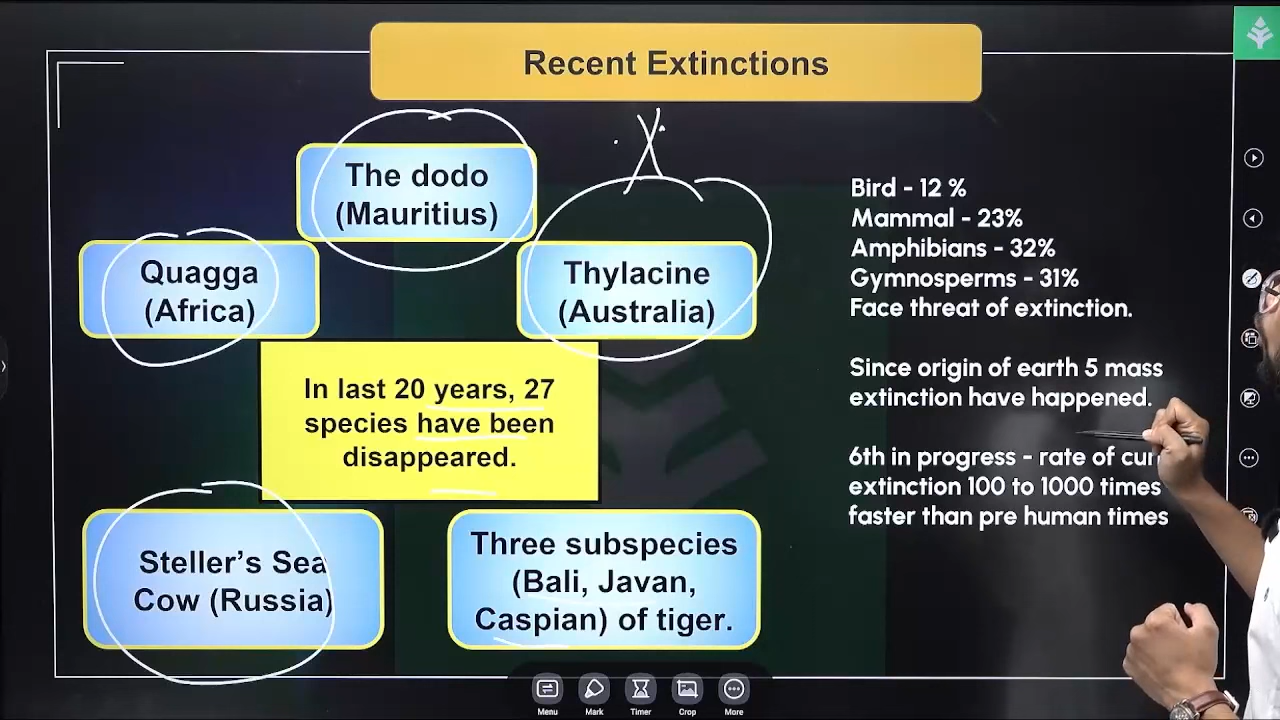 Recent Extinctions
The dodo
(Mauritius)
Quagga
(Africa)
Thylacine
(Australia)
In last 20 years, 27
species have been
disappeared.
Steller's Sea
Cow (Russia)
Three subspecies
(Bali, Javan,
Caspian) of tiger.
Bird - 12 %
Mammal - 23%
Amphibians - 32%
Gymnosperms - 31%
Face threat of extinction.
Since origin of earth 5 mass
extinction have happened.
6th in progress - rate of
extinction 100 to 1000 times
faster than pre human times
Menu
Mark
Timer
Crop
More